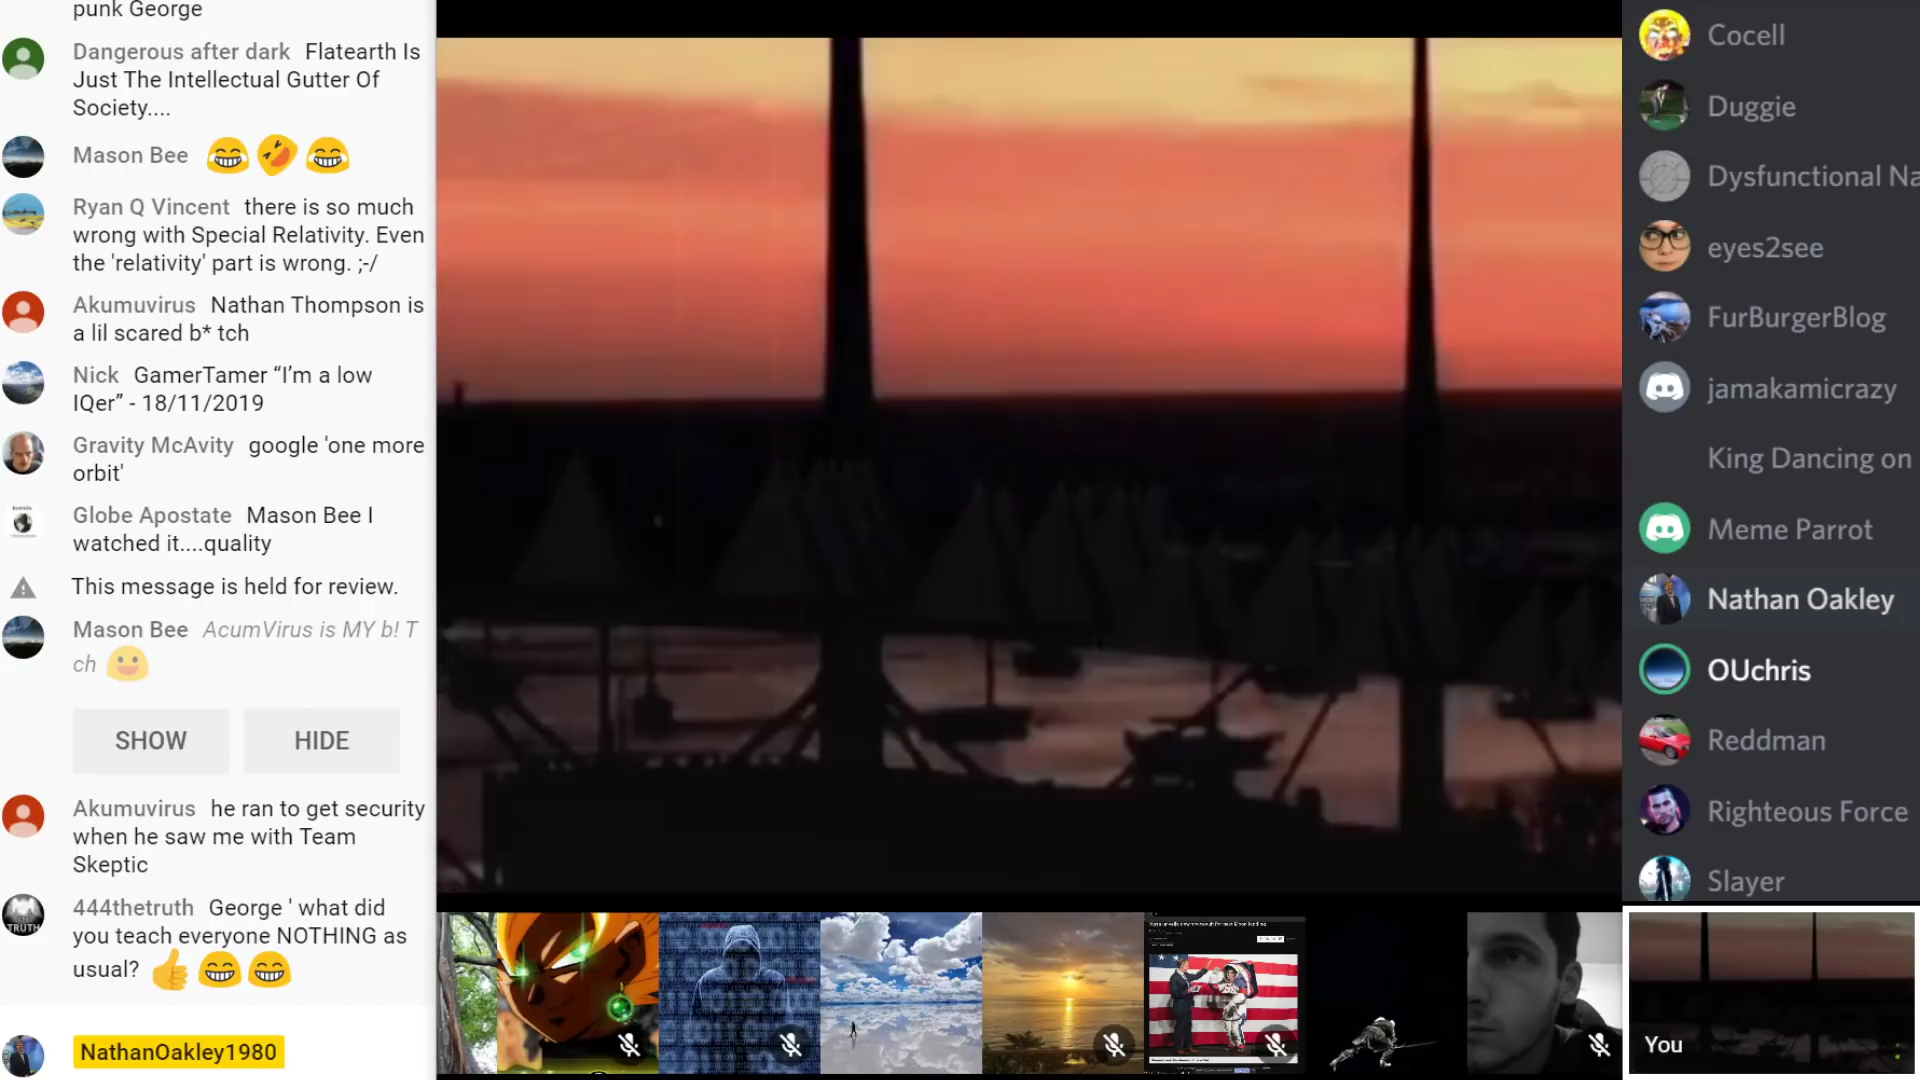 punk George
Dangerous after dark Flatearth Is
Just The Intellectual Gutter Of
Society....
Mason Bee 😂🤣😂
Ryan Q Vincent there is so much
wrong with Special Relativity. Even
the 'relativity' part is wrong. ;-/
Akumuvirus Nathan Thompson is
a lil scared b* tch
Nick GamerTamer “I’m a low
IQer” - 18/11/2019
Gravity McAvity google 'one more
orbit'
Globe Apostate Mason Bee I
watched it....quality
This message is held for review.
Mason Bee AcumVirus is MY b! T
ch 😀
SHOW HIDE
Akumuvirus he ran to get security
when he saw me with Team
Skeptic
444thetruth George ' what did
you teach everyone NOTHING as
usual? 👍😂😂
NathanOakley1980
TRUTH
Cocell
Duggie
Dysfunctional Na
eyes2see
FurBurgerBlog
jamakamicrazy
King Dancing on
Meme Parrot
Nathan Oakley
OUchris
Reddman
Righteous Force
Slayer
You